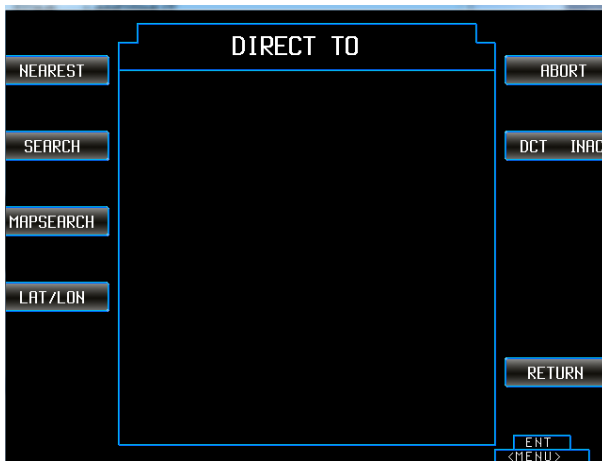 DIRECT TO
NEAREST
ABORT
SEARCH
DCT INAC
MAPSEARCH
LAT/LON
RETURN
ENT
<MENU>